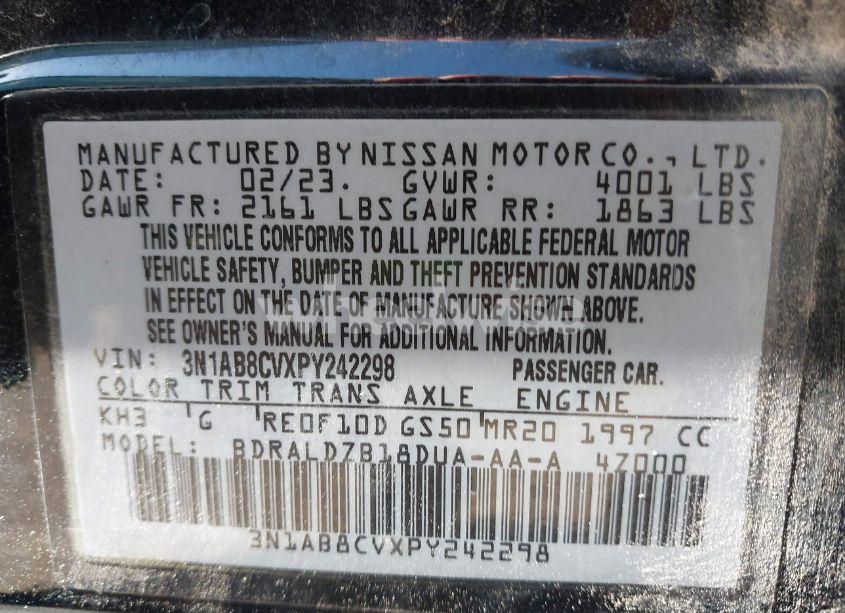 MANUFACTURED BY NISSAN MOTOR CO., LTD.
DATE: 02/23. GVWR: 4001 LBS
GAWR FR: 2161 LBS GAWR RR: 1863 LBS
THIS VEHICLE CONFORMS TO ALL APPLICABLE FEDERAL MOTOR
VEHICLE SAFETY, BUMPER AND THEFT PREVENTION STANDARDS
IN EFFECT ON THE DATE OF MANUFACTURE SHOWN ABOVE.
SEE OWNER'S MANUAL FOR ADDITIONAL INFORMATION.
VIN: 3N1AB8CVXPY242298 PASSENGER CAR.
COLOR TRIM TRANS AXLE ENGINE
KH3 G RE0F10D GS50 MR20 1997 CC
MODEL: BDRALDZB18DUA-AA-A 47000
3N1AB8CVXPY242298